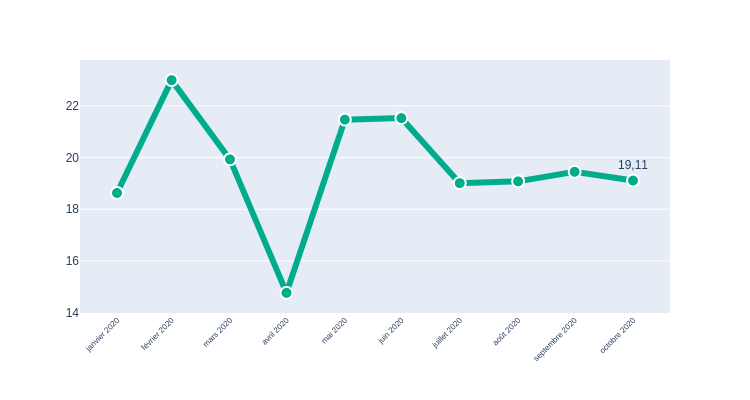 22
20
18
16
14
19,11
janvier 2020
février 2020
mars 2020
avril 2020
mai 2020
juin 2020
juillet 2020
août 2020
septembre 2020
octobre 2020